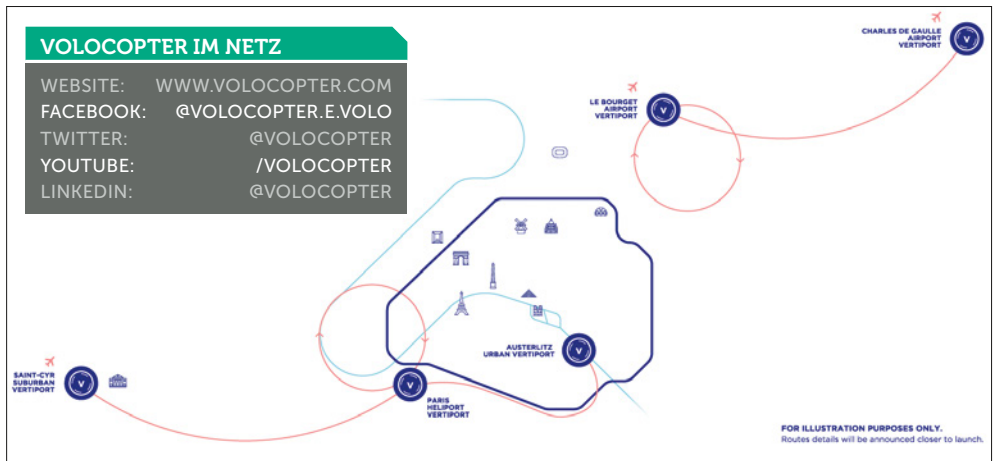 VOLOCOPTER IM NETZ
WEBSITE: WWW.VOLOCOPTER.COM
FACEBOOK: @VOLOCOPTER.E.VOLO
TWITTER: @VOLOCOPTER
YOUTUBE: /VOLOCOPTER
LINKEDIN: @VOLOCOPTER
CHARLES DE GAULLE
AIRPORT
VERTIPORT
V
LE BOURGET
AIRPORT
VERTIPORT
V
AUSTERLITZ
URBAN VERTIPORT
V
SAINT-CYR
SUBURBAN
VERTIPORT
V
V
PARIS
HELIPORT
VERTIPORT
FOR ILLUSTRATION PURPOSES ONLY.
Routes details will be announced closer to launch.